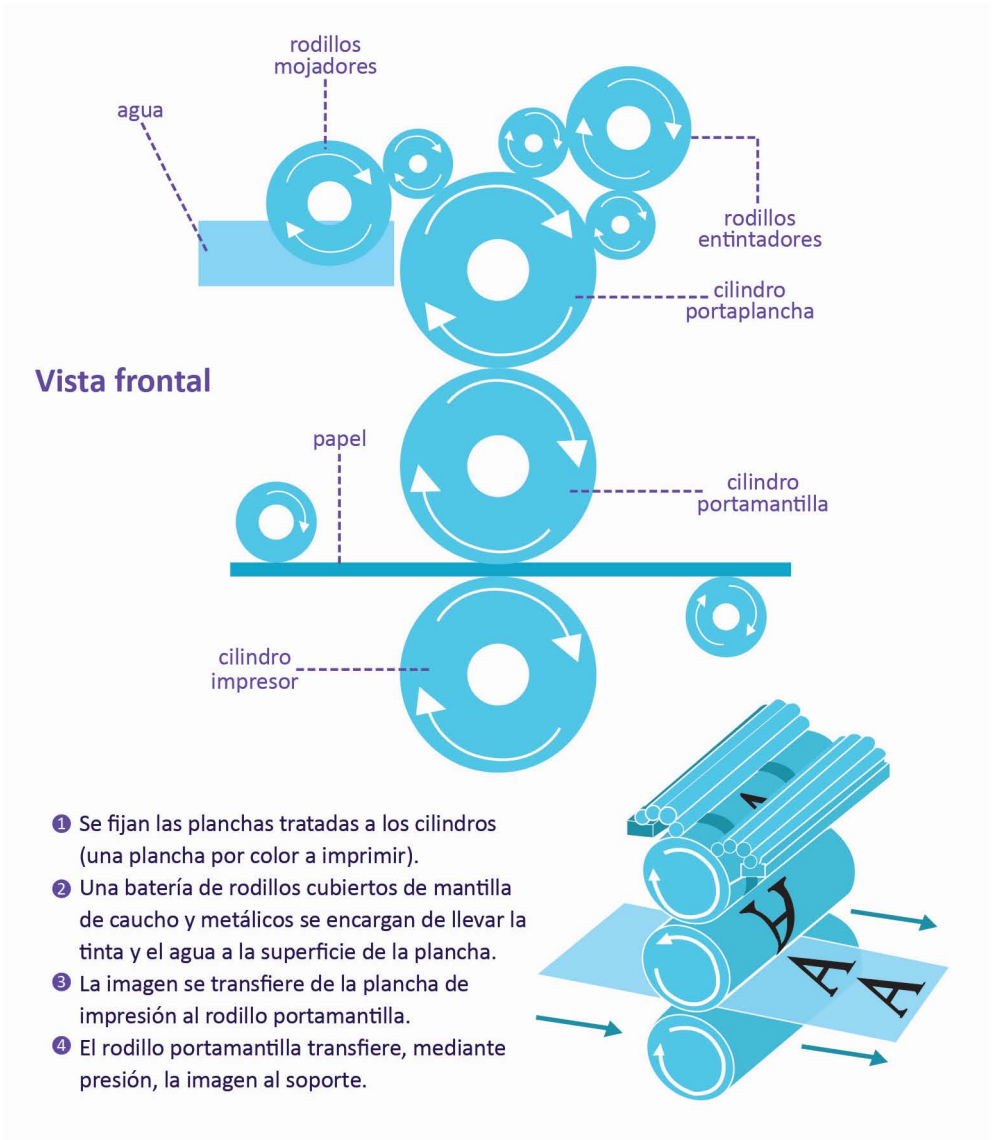 rodillos
mojadores
agua
rodillos
entintadores
cilindro
portaplancha
Vista frontal
papel
cilindro
portamantilla
cilindro
impresor
1 Se fijan las planchas tratadas a los cilindros
(una plancha por color a imprimir).
2 Una batería de rodillos cubiertos de mantilla
de caucho y metálicos se encargan de llevar la
tinta y el agua a la superficie de la plancha.
3 La imagen se transfiere de la plancha de
impresión al rodillo portamantilla.
4 El rodillo portamantilla transfiere, mediante
presión, la imagen al soporte.
A
A A